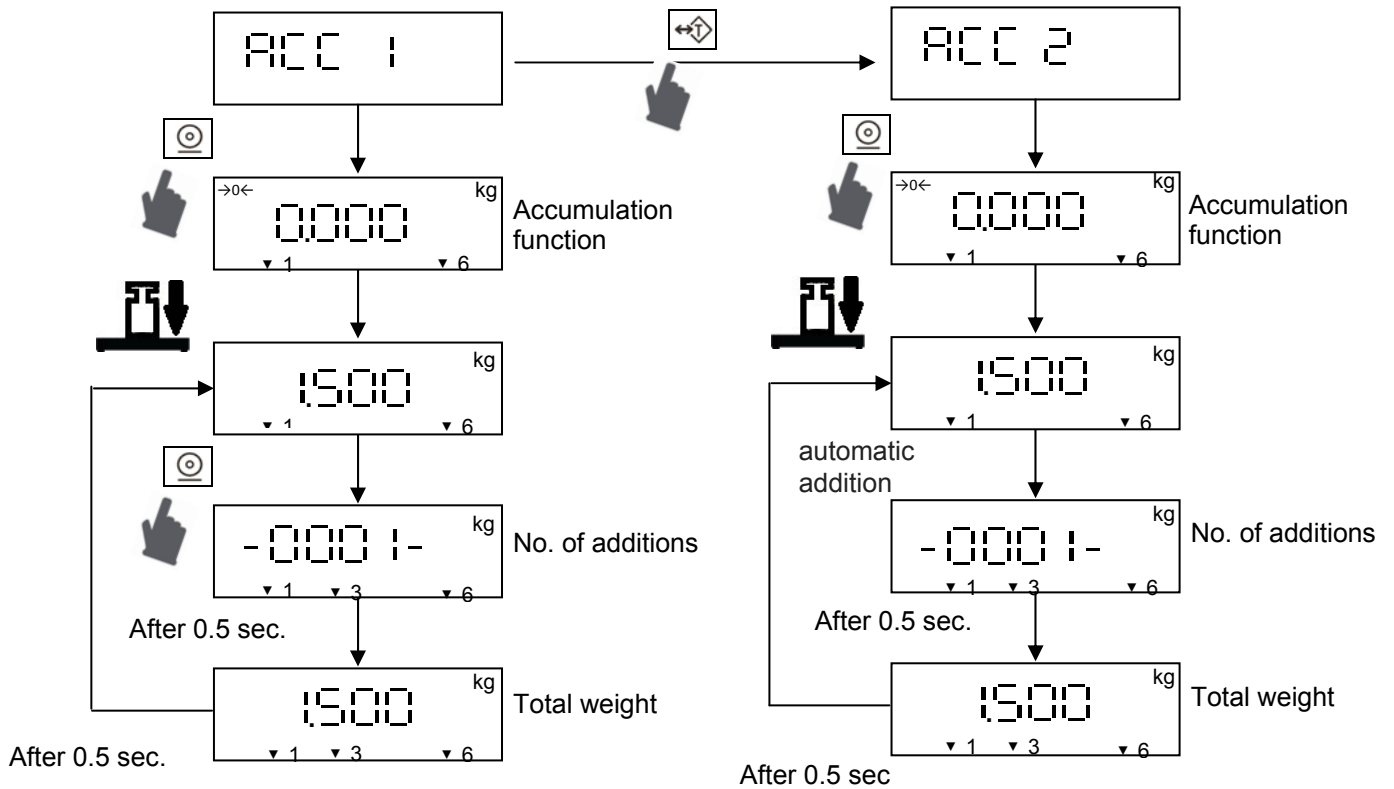 ACC 1
T
ACC 2
→0← kg
0.000
▼ 1 ▼ 6
Accumulation
function
→0← kg
0.000
▼ 1 ▼ 6
Accumulation
function
kg
1.500
▼ 1 ▼ 6
kg
1.500
▼ 1 ▼ 6
automatic
addition
kg
-0001-
▼ 1 ▼ 3 ▼ 6
No. of additions
After 0.5 sec.
kg
-0001-
▼ 1 ▼ 3 ▼ 6
No. of additions
After 0.5 sec.
kg
1.500
▼ 1 ▼ 3 ▼ 6
Total weight
After 0.5 sec.
kg
1.500
▼ 1 ▼ 3 ▼ 6
Total weight
After 0.5 sec